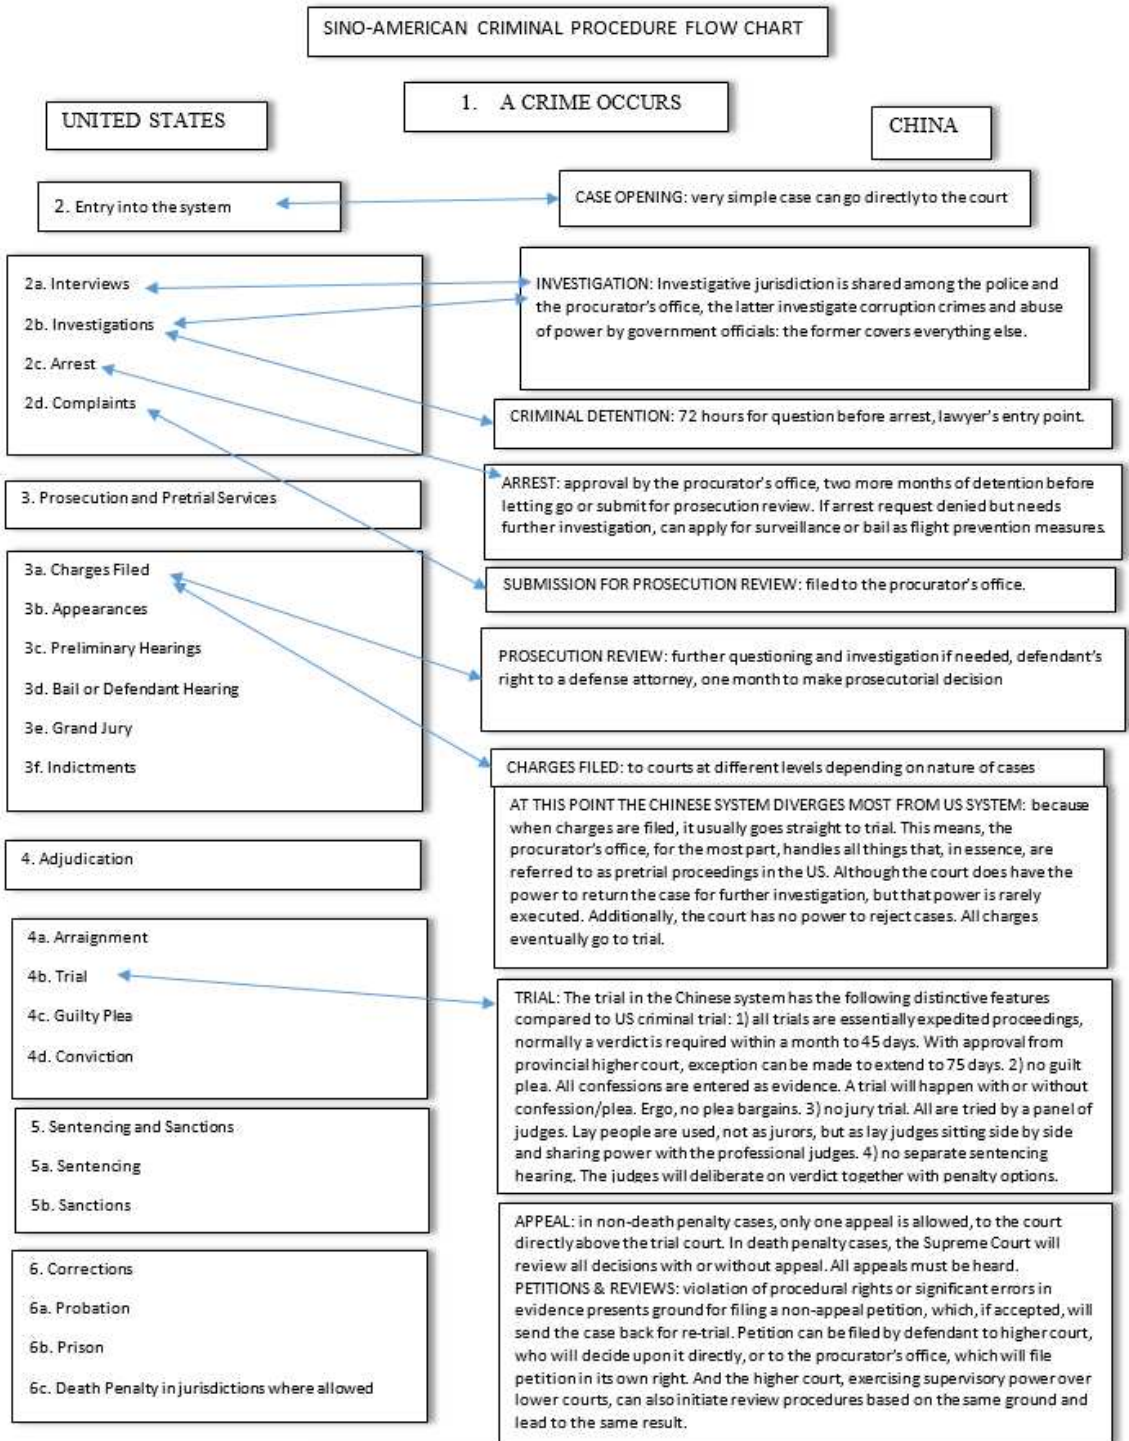 SINO-AMERICAN CRIMINAL PROCEDURE FLOW CHART
1. A CRIME OCCURS
UNITED STATES
CHINA
2. Entry into the system
CASE OPENING: very simple case can go directly to the court
2a. Interviews
2b. Investigations
2c. Arrest
2d. Complaints
INVESTIGATION: Investigative jurisdiction is shared among the police and
the procurator's office, the latter investigate corruption crimes and abuse
of power by government officials: the former covers everything else.
CRIMINAL DETENTION: 72 hours for question before arrest, lawyer's entry point.
3. Prosecution and Pretrial Services
ARREST: approval by the procurator's office, two more months of detention before
letting go or submit for prosecution review. If arrest request denied but needs
further investigation, can apply for surveillance or bail as flight prevention measures.
3a. Charges Filed
3b. Appearances
3c. Preliminary Hearings
3d. Bail or Defendant Hearing
3e. Grand Jury
3f. Indictments
SUBMISSION FOR PROSECUTION REVIEW: filed to the procurator's office.
PROSECUTION REVIEW: further questioning and investigation if needed, defendant's
right to a defense attorney, one month to make prosecutorial decision
CHARGES FILED: to courts at different levels depending on nature of cases
AT THIS POINT THE CHINESE SYSTEM DIVERGES MOST FROM US SYSTEM: because
when charges are filed, it usually goes straight to trial. This means, the
procurator's office, for the most part, handles all things that, in essence, are
referred to as pretrial proceedings in the US. Although the court does have the
power to return the case for further investigation, but that power is rarely
executed. Additionally, the court has no power to reject cases. All charges
eventually go to trial.
4. Adjudication
4a. Arraignment
4b. Trial
4c. Guilty Plea
4d. Conviction
TRIAL: The trial in the Chinese system has the following distinctive features
compared to US criminal trial: 1) all trials are essentially expedited proceedings,
normally a verdict is required within a month to 45 days. With approval from
provincial higher court, exception can be made to extend to 75 days. 2) no guilt
plea. All confessions are entered as evidence. A trial will happen with or without
confession/plea. Ergo, no plea bargains. 3) no jury trial. All are tried by a panel of
judges. Lay people are used, not as jurors, but as lay judges sitting side by side
and sharing power with the professional judges. 4) no separate sentencing
hearing. The judges will deliberate on verdict together with penalty options.
5. Sentencing and Sanctions
5a. Sentencing
5b. Sanctions
6. Corrections
6a. Probation
6b. Prison
6c. Death Penalty in jurisdictions where allowed
APPEAL: in non-death penalty cases, only one appeal is allowed, to the court
directly above the trial court. In death penalty cases, the Supreme Court will
review all decisions with or without appeal. All appeals must be heard.
PETITIONS & REVIEWS: violation of procedural rights or significant errors in
evidence presents ground for filing a non-appeal petition, which, if accepted, will
send the case back for re-trial. Petition can be filed by defendant to higher court,
who will decide upon it directly, or to the procurator's office, which will file
petition in its own right. And the higher court, exercising supervisory power over
lower courts, can also initiate review procedures based on the same ground and
lead to the same result.